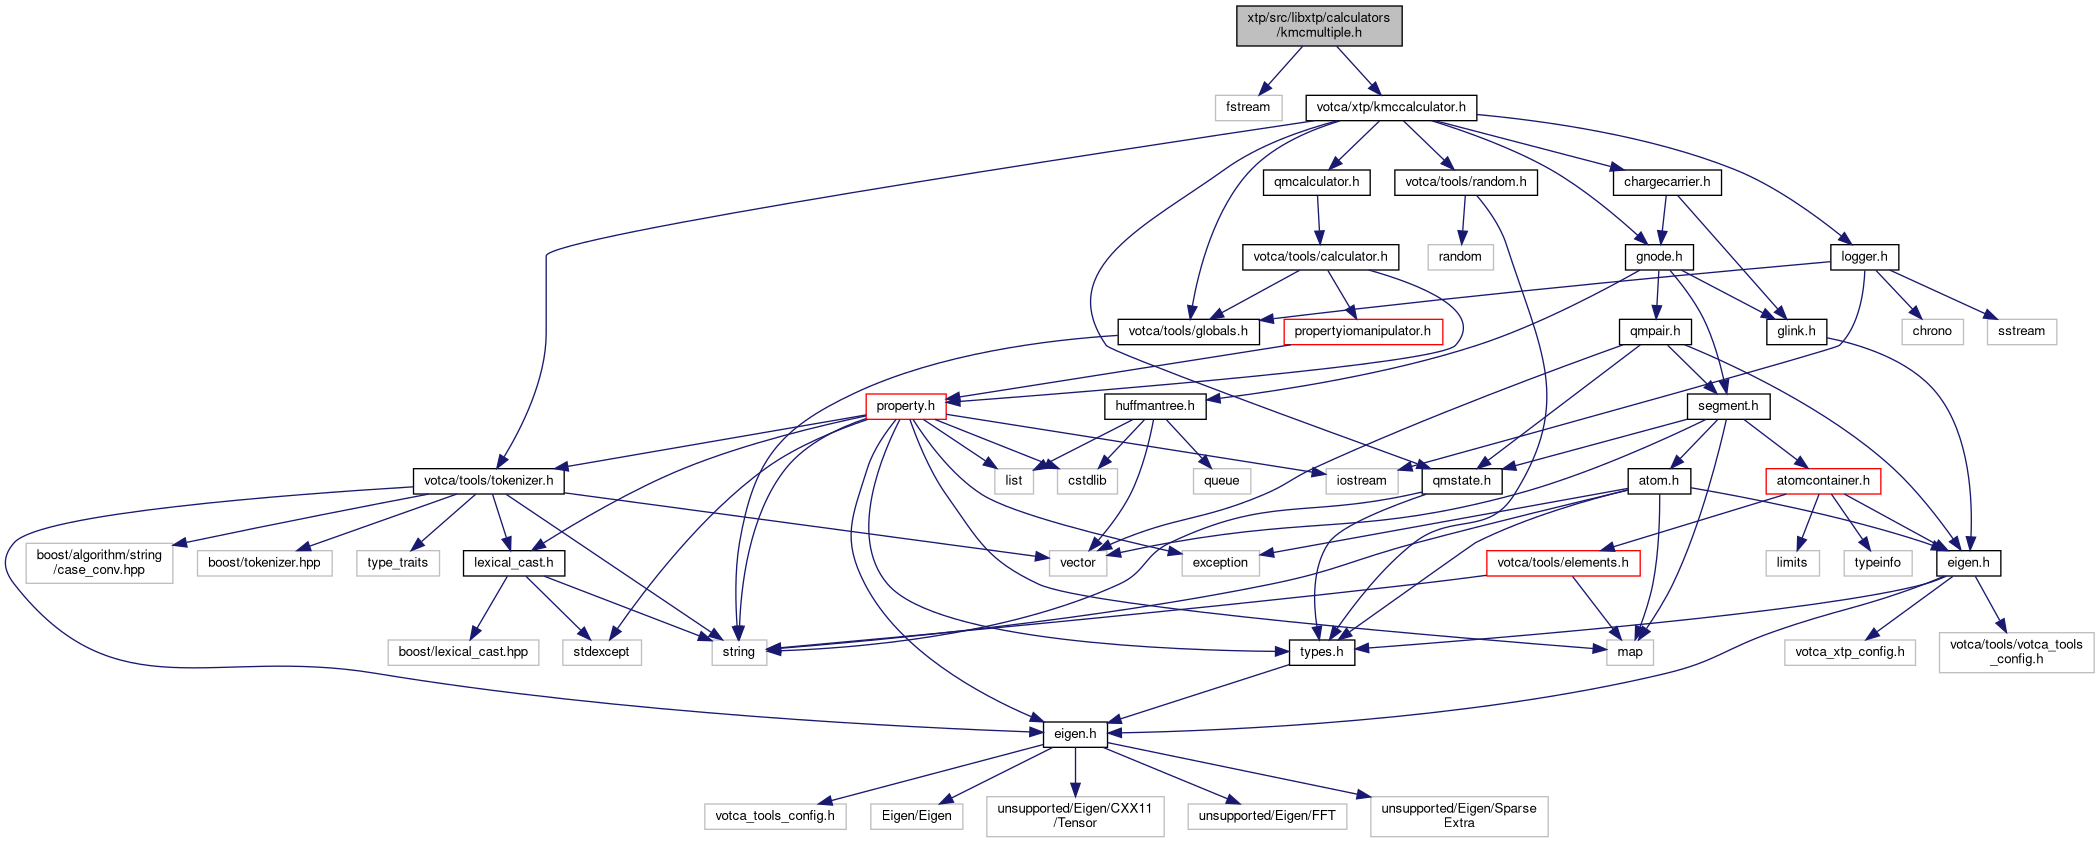 xtp/src/libxtp/calculators
/kmcmultiple.h
fstream
votca/xtp/kmccalculator.h
qmcalculator.h
votca/tools/random.h
chargecarrier.h
votca/tools/calculator.h
random
gnode.h
logger.h
votca/tools/globals.h
propertyiomanipulator.h
qmpair.h
glink.h
chrono
sstream
property.h
huffmantree.h
segment.h
votca/tools/tokenizer.h
list
cstdlib
queue
iostream
qmstate.h
atom.h
atomcontainer.h
boost/algorithm/string
/case_conv.hpp
boost/tokenizer.hpp
type_traits
lexical_cast.h
vector
exception
votca/tools/elements.h
limits
typeinfo
eigen.h
boost/lexical_cast.hpp
stdexcept
string
types.h
map
votca_xtp_config.h
votca/tools/votca_tools
_config.h
eigen.h
votca_tools_config.h
Eigen/Eigen
unsupported/Eigen/CXX11
/Tensor
unsupported/Eigen/FFT
unsupported/Eigen/Sparse
Extra